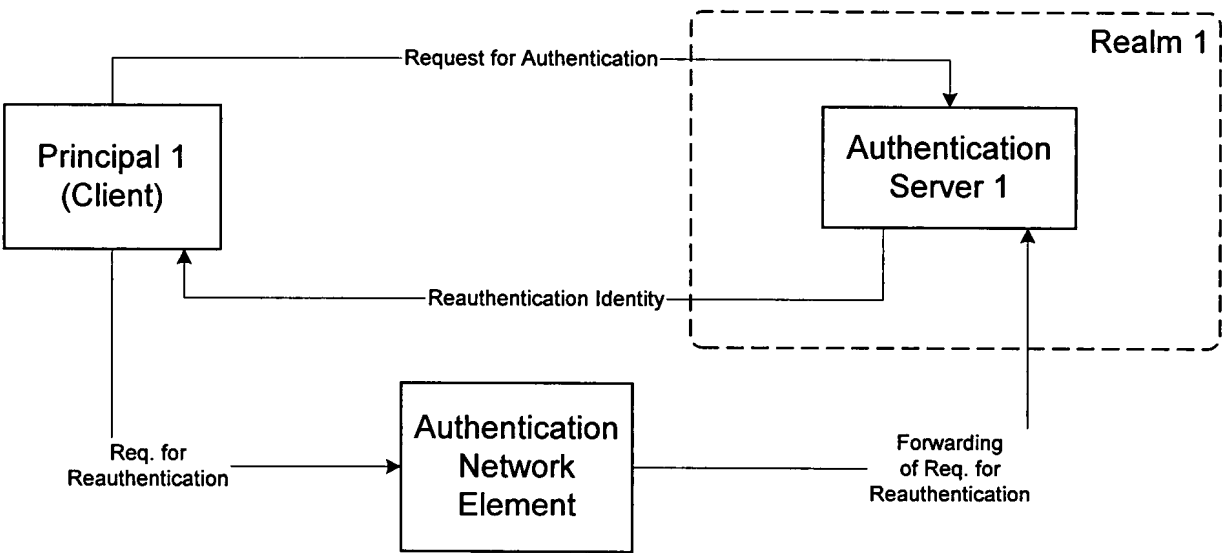 Realm 1
Request for Authentication
Principal 1
(Client)
Authentication
Server 1
Reauthentication Identity
Req. for
Reauthentication
Authentication
Network
Element
Forwarding
of Req. for
Reauthentication